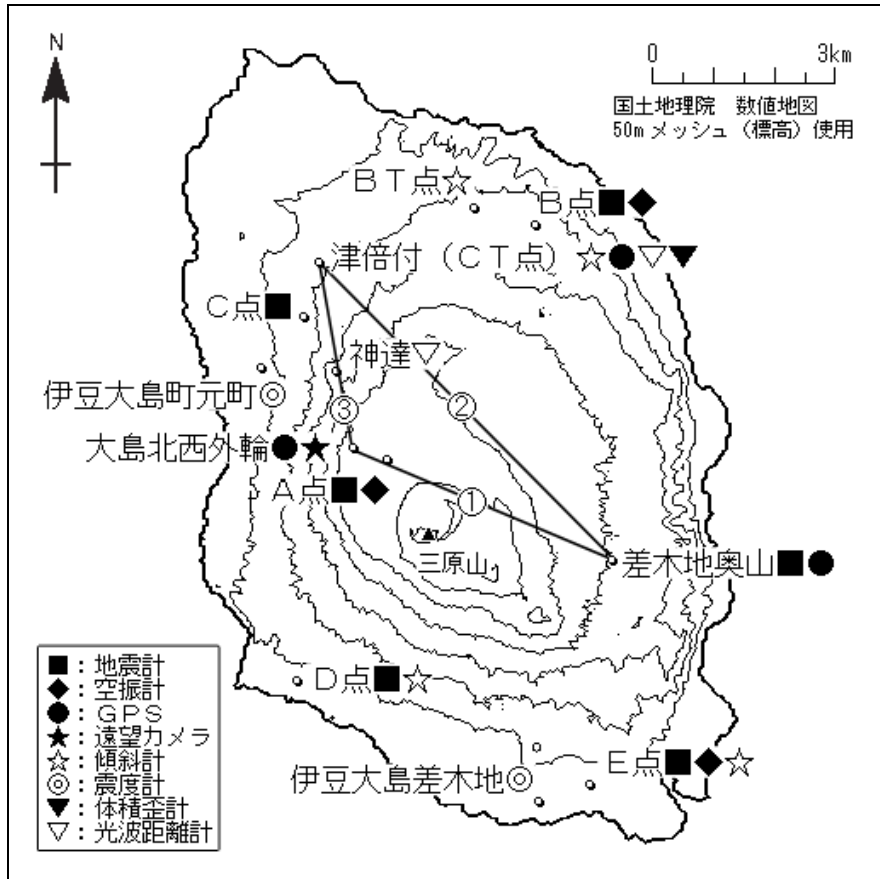 N
0 3km
国土地理院 数値地図
50mメッシュ（標高）使用
BT点☆
B点■◆
津倍付（CT点）☆●▽▼
C点■
神達▽
伊豆大島町元町◎
③
②
大島北西外輪●★
A点■◆
①
三原山
差木地奥山■●
D点■☆
E点■◆☆
伊豆大島差木地◎
■：地震計
◆：空振計
●：GPS
★：遠望カメラ
☆：傾斜計
◎：震度計
▼：体積歪計
▽：光波距離計